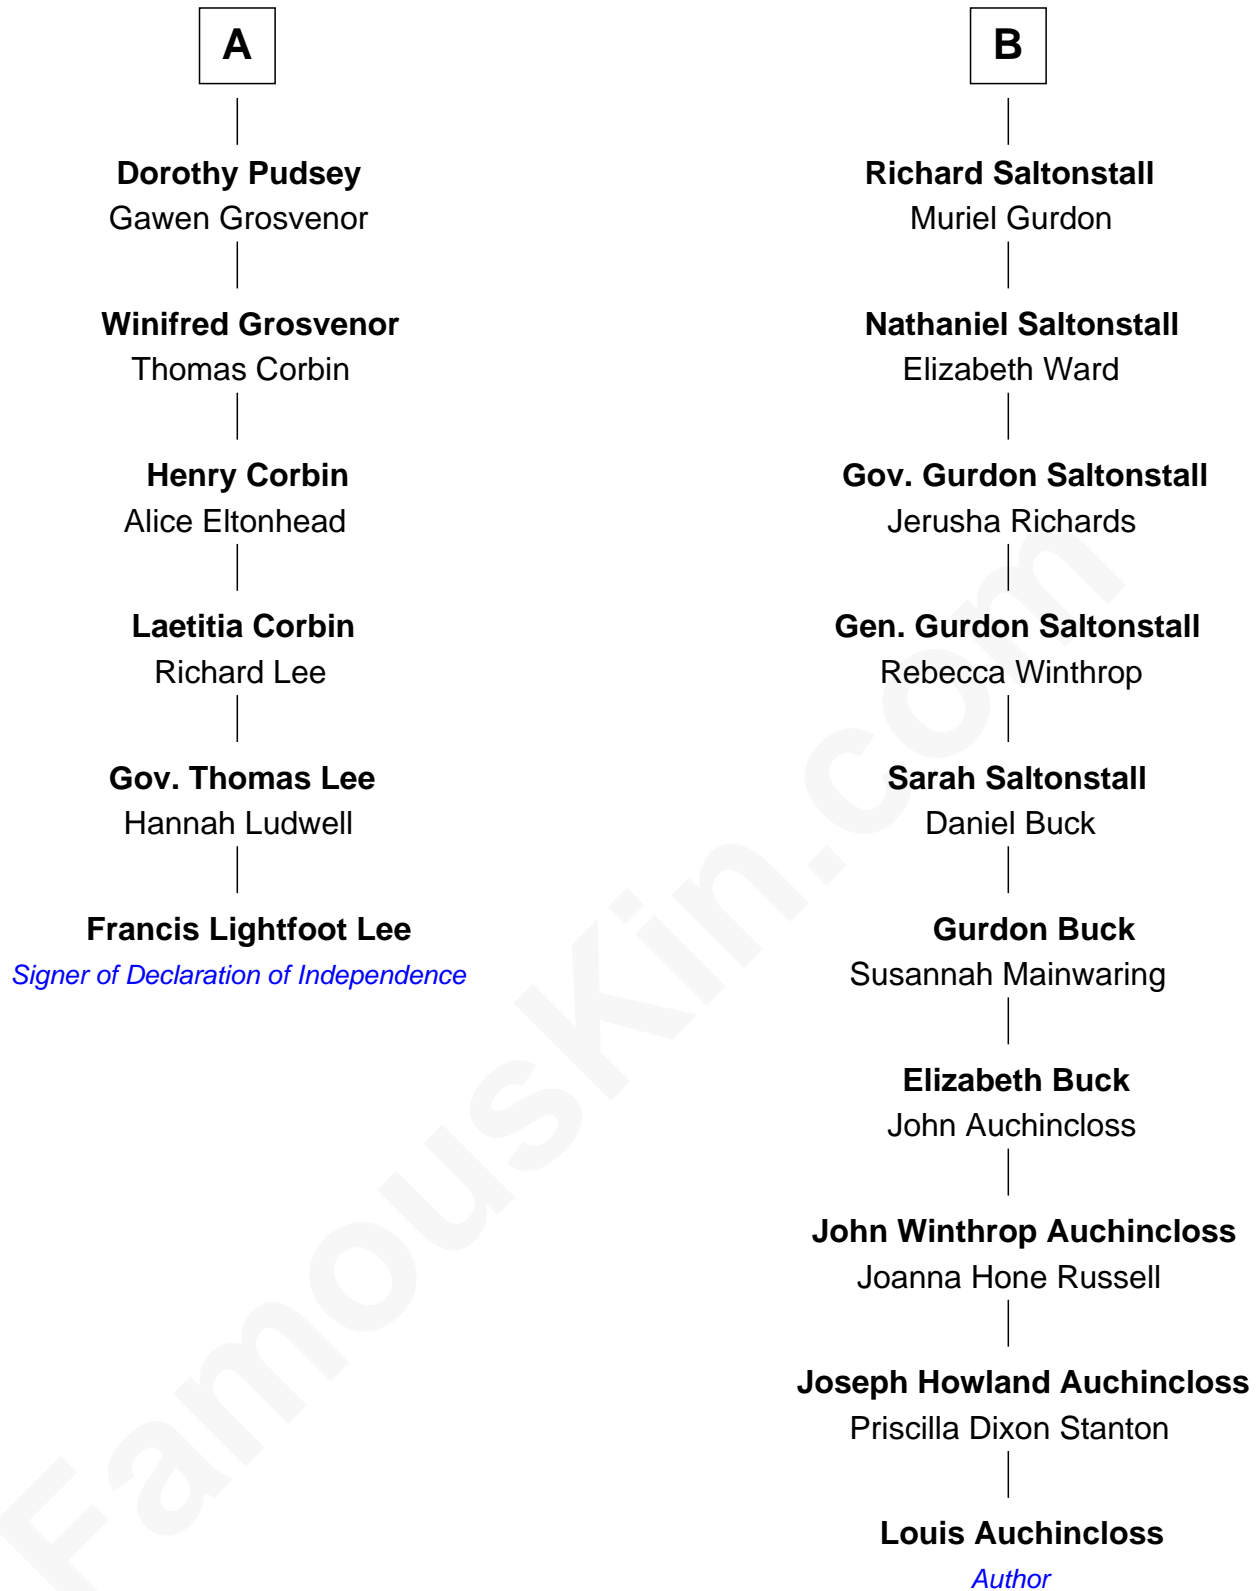 A
Dorothy Pudsey
Gawen Grosvenor
Winifred Grosvenor
Thomas Corbin
Henry Corbin
Alice Eltonhead
Laetitia Corbin
Richard Lee
Gov. Thomas Lee
Hannah Ludwell
Francis Lightfoot Lee
Signer of Declaration of Independence
B
Richard Saltonstall
Muriel Gurdon
Nathaniel Saltonstall
Elizabeth Ward
Gov. Gurdon Saltonstall
Jerusha Richards
Gen. Gurdon Saltonstall
Rebecca Winthrop
Sarah Saltonstall
Daniel Buck
Gurdon Buck
Susannah Mainwaring
Elizabeth Buck
John Auchincloss
John Winthrop Auchincloss
Joanna Hone Russell
Joseph Howland Auchincloss
Priscilla Dixon Stanton
Louis Auchincloss
Author
FamousKin.com